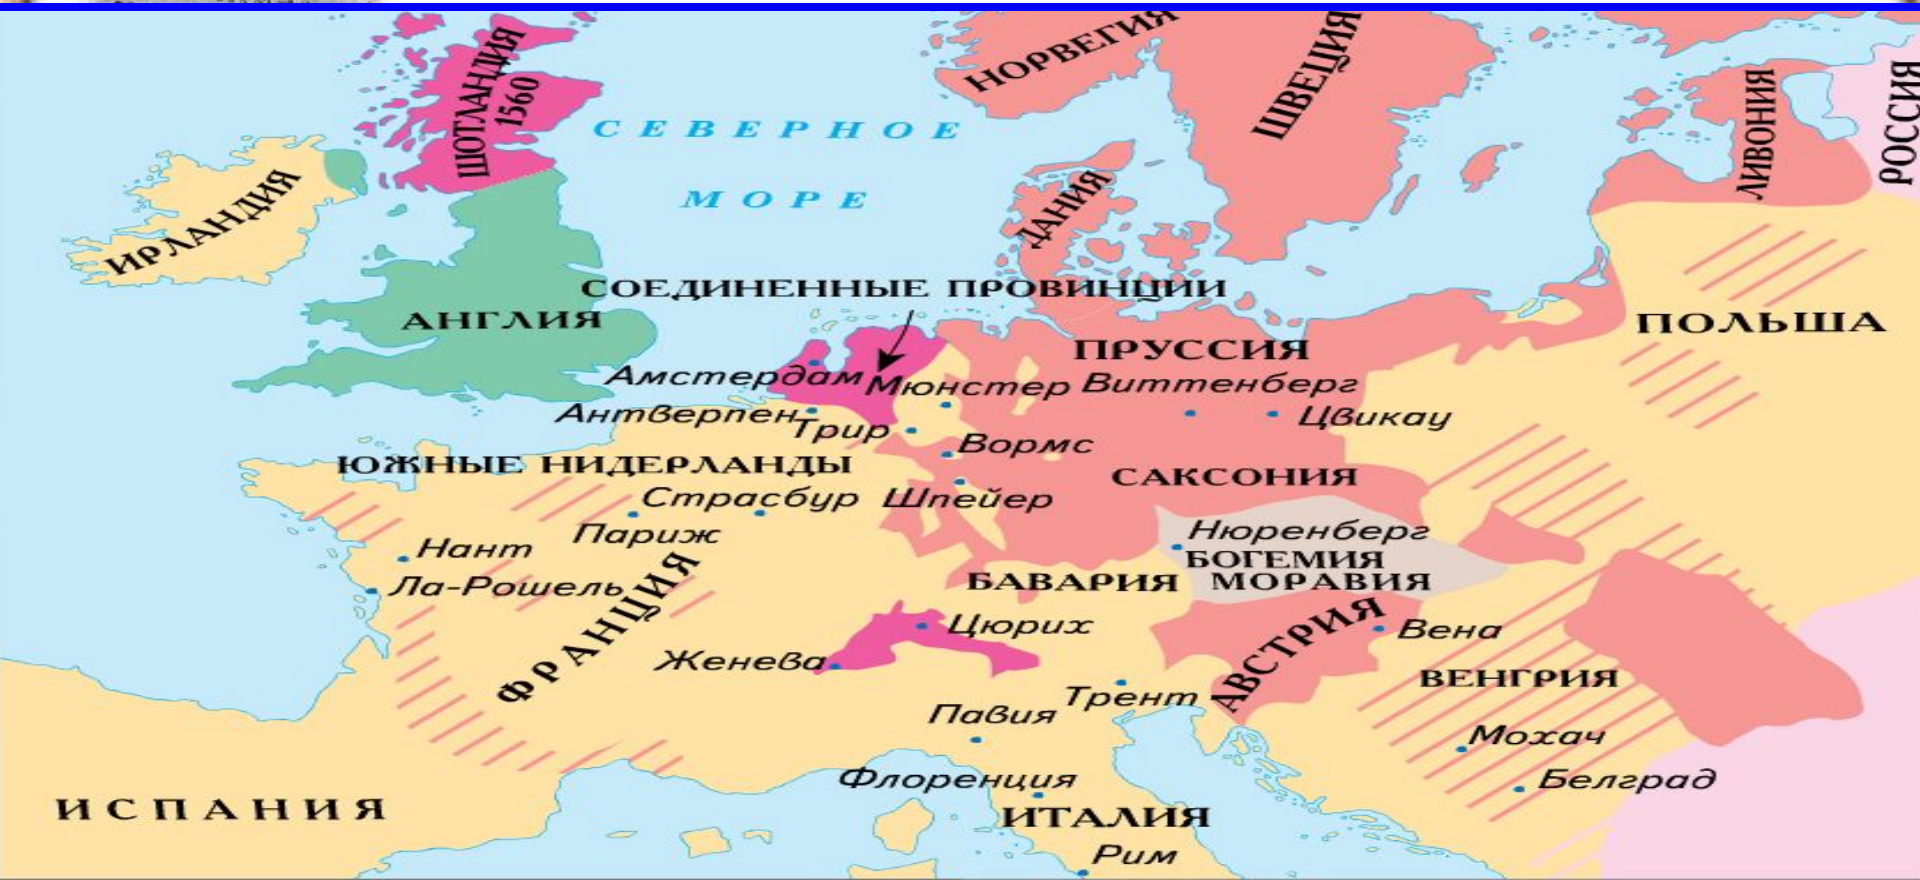 НОРВЕГИЯ
ШВЕЦИЯ
ШОТЛАНДИЯ
1560
ЛИВОНИЯ
РОССИЯ
СЕВЕРНОЕ
МОРЕ
ИРЛАНДИЯ
ДАНИЯ
СОЕДИНЕННЫЕ ПРОВИНЦИИ
АНГЛИЯ
ПОЛЬША
ПРУССИЯ
Амстердам
Мюнстер
Виттенберг
Антверпен
Цвикау
Трир
Вормс
ЮЖНЫЕ НИДЕРЛАНДЫ
САКСОНИЯ
Страсбур
Шпейер
Париж
Нюренберг
Нант
БОГЕМИЯ
Ла-Рошель
БАВАРИЯ
МОРАВИЯ
ФРАНЦИЯ
АВСТРИЯ
Цюрих
Вена
Женева
ВЕНГРИЯ
Трент
Павия
Мохач
Флоренция
Белград
ИСПАНИЯ
ИТАЛИЯ
Рим